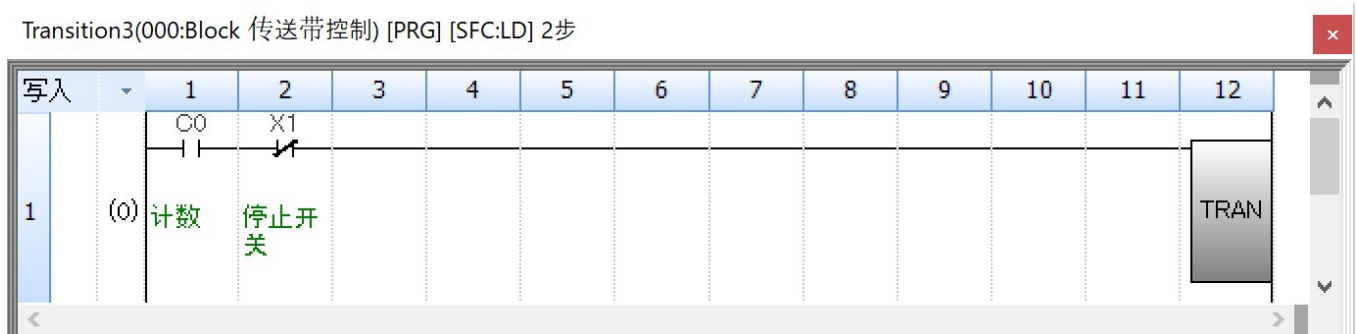 Transition3(000:Block 传送带控制) [PRG] [SFC:LD] 2步
写入 1 2 3 4 5 6 7 8 9 10 11 12
C0 X1
1 (0) 计数 停止开 TRAN
关